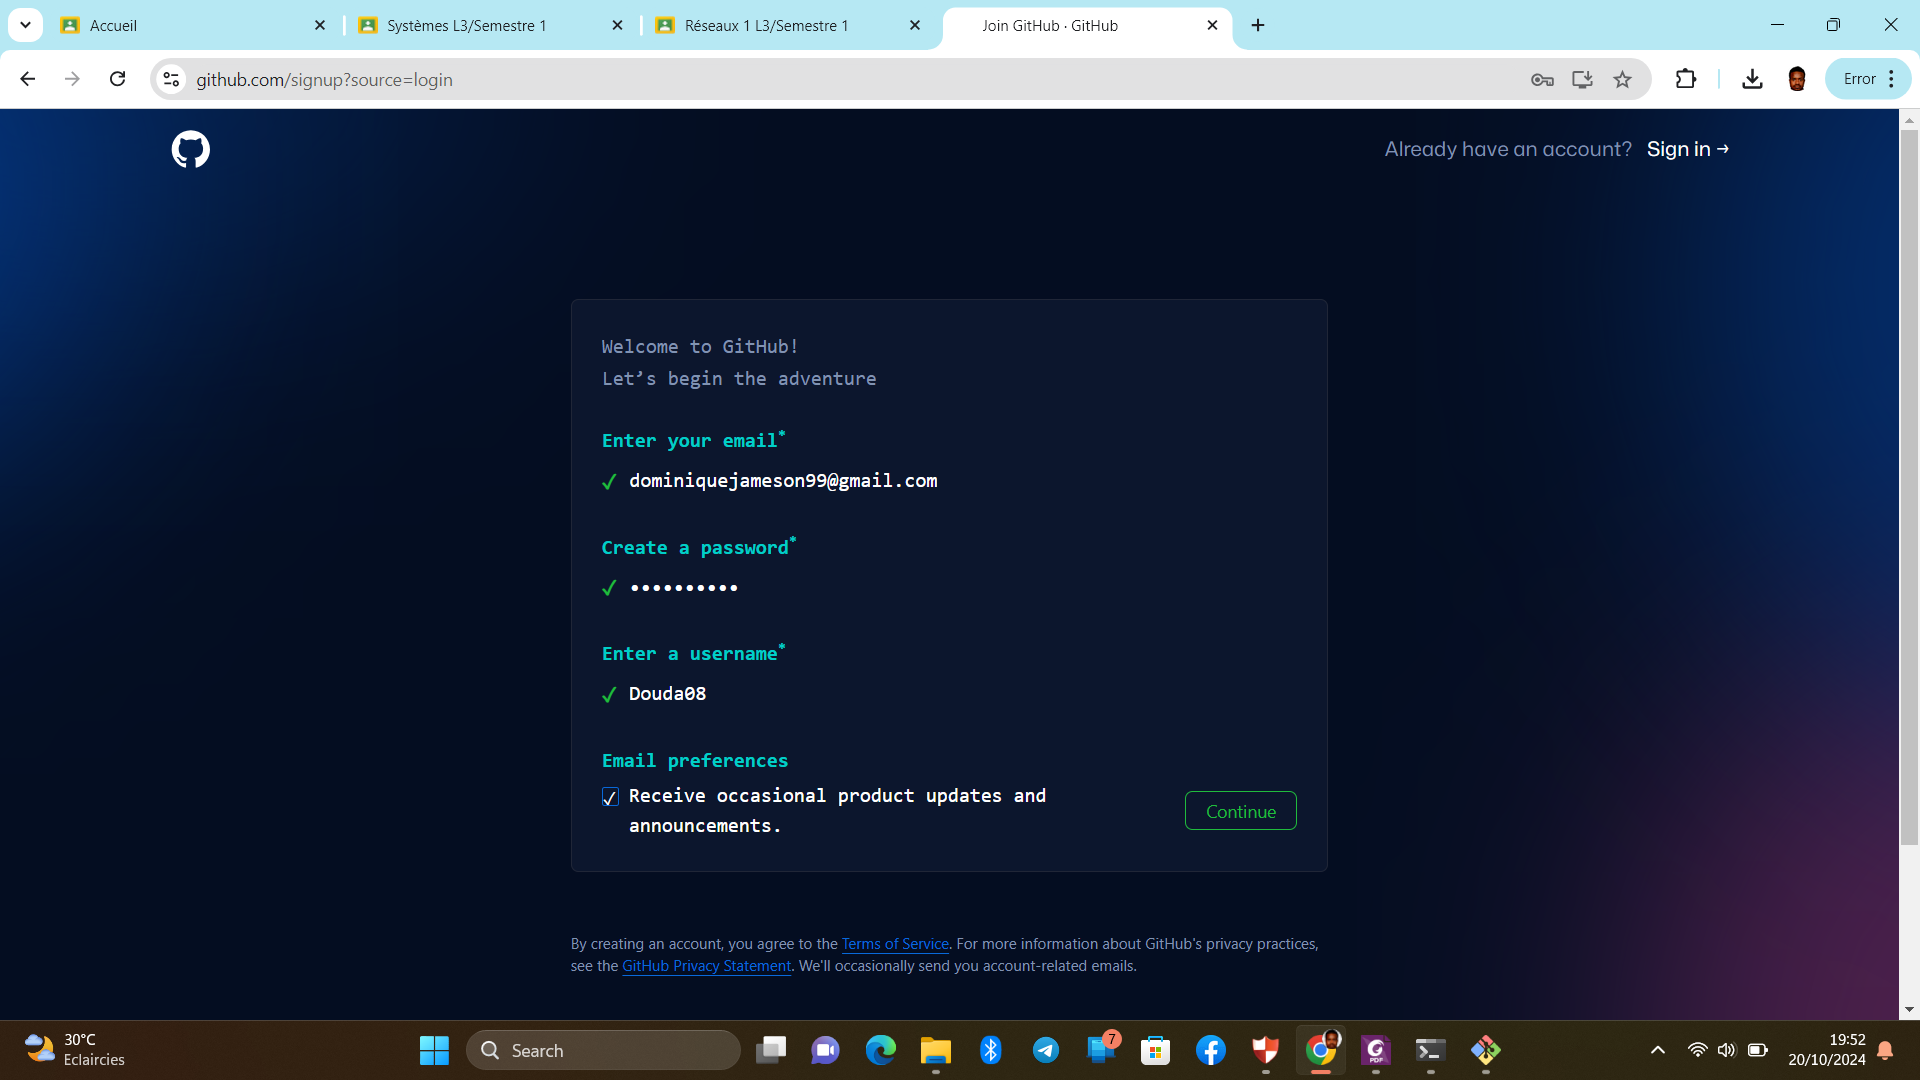 Accueil
Systèmes L3/Semestre 1
Réseaux 1 L3/Semestre 1
Join GitHub · GitHub
github.com/signup?source=login
Error
Already have an account? Sign in →
Welcome to GitHub!
Let's begin the adventure
Enter your email*
✓ dominiquejameson99@gmail.com
Create a password*
✓ ••••••••••
Enter a username*
✓ Douda08
Email preferences
Receive occasional product updates and
announcements.
Continue
By creating an account, you agree to the Terms of Service. For more information about GitHub's privacy practices,
see the GitHub Privacy Statement. We'll occasionally send you account-related emails.
30°C
Eclaircies
Search
7
PDF
19:52
20/10/2024